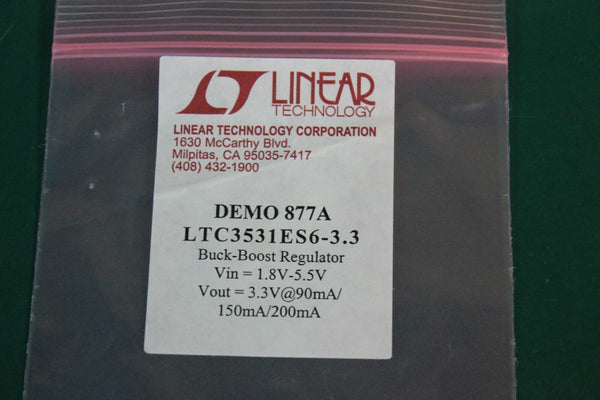 LINEAR
TECHNOLOGY
LINEAR TECHNOLOGY CORPORATION
1630 McCarthy Blvd.
Milpitas, CA 95035-7417
(408) 432-1900
DEMO 877A
LTC3531ES6-3.3
Buck-Boost Regulator
Vin = 1.8V-5.5V
Vout = 3.3V@90mA/
150mA/200mA